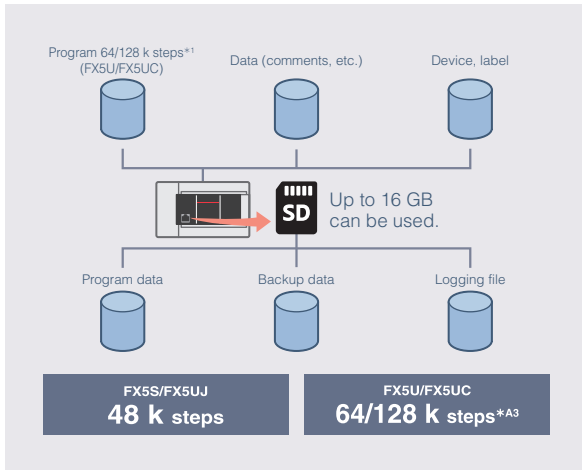 Program 64/128 k steps*1
(FX5U/FX5UC)
Data (comments, etc.)
Device, label
SD
Up to 16 GB
can be used.
Program data
Backup data
Logging file
FX5S/FX5UJ
48 k steps
FX5U/FX5UC
64/128 k steps*A3